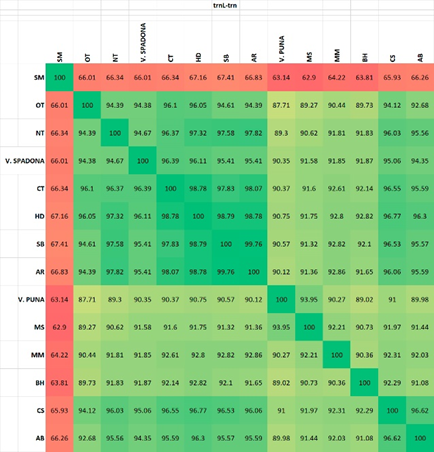 trnL-trn
SM OT NT V. SPADONA CT HD SB AR V. PUNA MS MM BH CS AB
SM 100 66.01 66.34 66.01 66.34 67.16 67.41 66.83 63.14 62.9 64.22 63.81 65.93 66.26
OT 66.01 100 94.39 94.38 96.1 96.05 94.61 94.39 87.71 89.27 90.44 89.73 94.12 92.68
NT 66.34 94.39 100 94.67 96.37 97.32 97.58 97.82 89.3 90.62 91.81 91.83 96.03 95.56
V. SPADONA 66.01 94.38 94.67 100 96.39 96.11 95.41 95.41 90.35 91.58 91.85 91.87 95.06 94.35
CT 66.34 96.1 96.37 96.39 100 98.78 97.83 98.07 90.37 91.6 92.61 92.14 96.55 95.59
HD 67.16 96.05 97.32 96.11 98.78 100 98.79 98.78 90.75 91.75 92.8 92.82 96.77 96.3
SB 67.41 94.61 97.58 95.41 97.83 98.79 100 99.76 90.57 91.32 92.82 92.1 96.53 95.57
AR 66.83 94.39 97.82 95.41 98.07 98.78 99.76 100 90.12 91.36 92.86 91.65 96.06 95.59
V. PUNA 63.14 87.71 89.3 90.35 90.37 90.75 90.57 90.12 100 93.95 90.27 89.02 91 89.98
MS 62.9 89.27 90.62 91.58 91.6 91.75 91.32 91.36 93.95 100 92.21 90.73 91.97 91.44
MM 64.22 90.44 91.81 91.85 92.61 92.8 92.82 92.86 90.27 92.21 100 90.36 92.31 92.03
BH 63.81 89.73 91.83 91.87 92.14 92.82 92.1 91.65 89.02 90.73 90.36 100 92.29 91.08
CS 65.93 94.12 96.03 95.06 96.55 96.77 96.53 96.06 91 91.97 92.31 92.29 100 96.62
AB 66.26 92.68 95.56 94.35 95.59 96.3 95.57 95.59 89.98 91.44 92.03 91.08 96.62 100